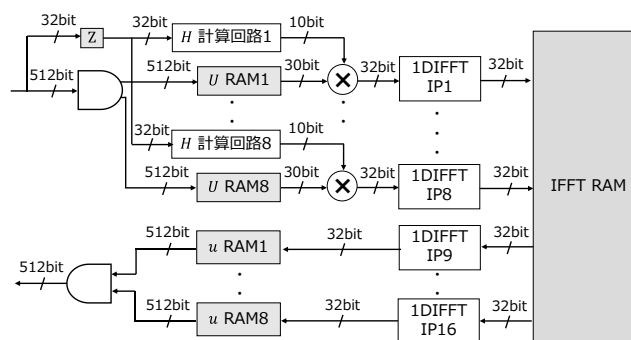 32bit
Z
32bit
H 計算回路1
10bit
512bit
512bit
U RAM1
30bit
32bit
1DIFFT
IP1
32bit
32bit
H 計算回路8
10bit
512bit
U RAM8
30bit
32bit
1DIFFT
IP8
32bit
IFFT RAM
512bit
u RAM1
32bit
1DIFFT
IP9
32bit
512bit
512bit
u RAM8
32bit
1DIFFT
IP16
32bit